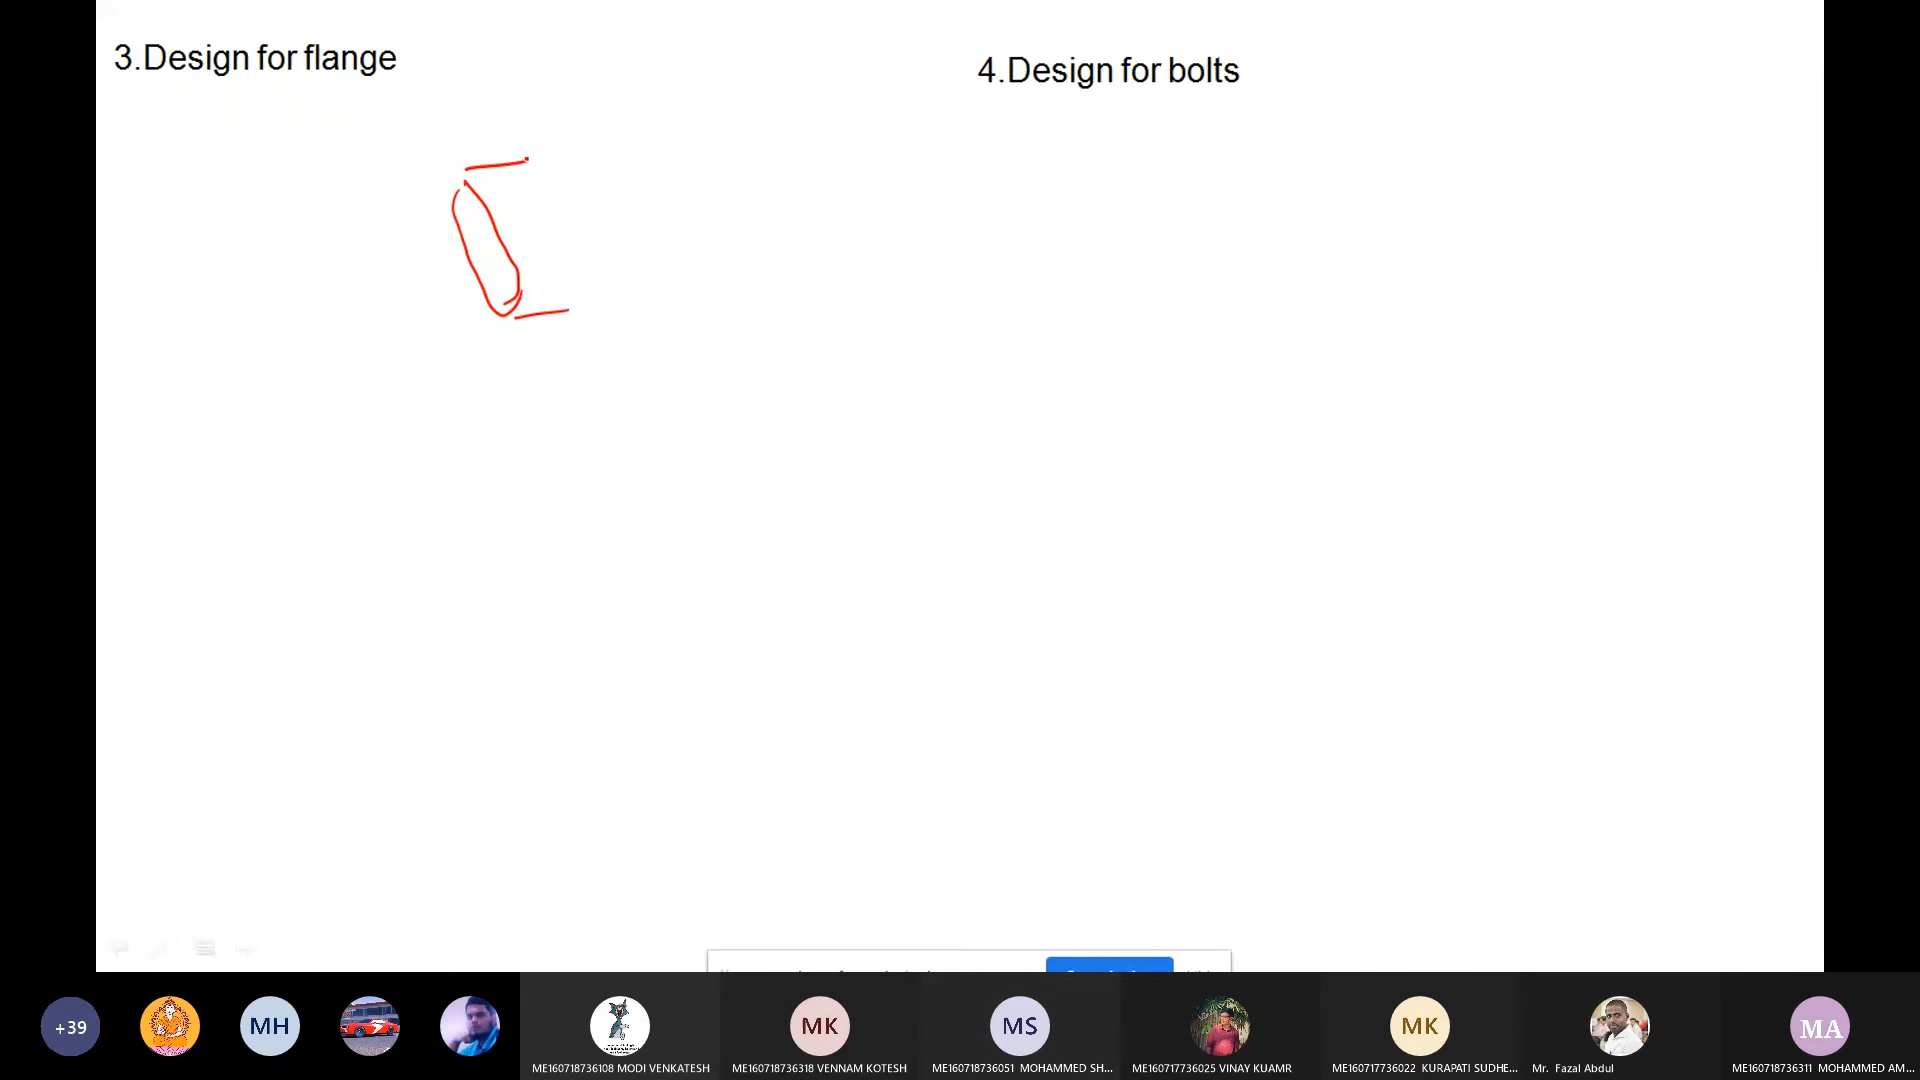 3.Design for flange
4.Design for bolts
+39
MH
MK
MS
MK
MA
ME160718736108 MODI VENKATESH
ME160718736318 VENNAM KOTESH
ME160718736051 MOHAMMED SH...
ME160717736025 VINAY KUAMR
ME160717736022 KURAPATI SUDHE...
Mr. Fazal Abdul
ME160718736311 MOHAMMED AM...